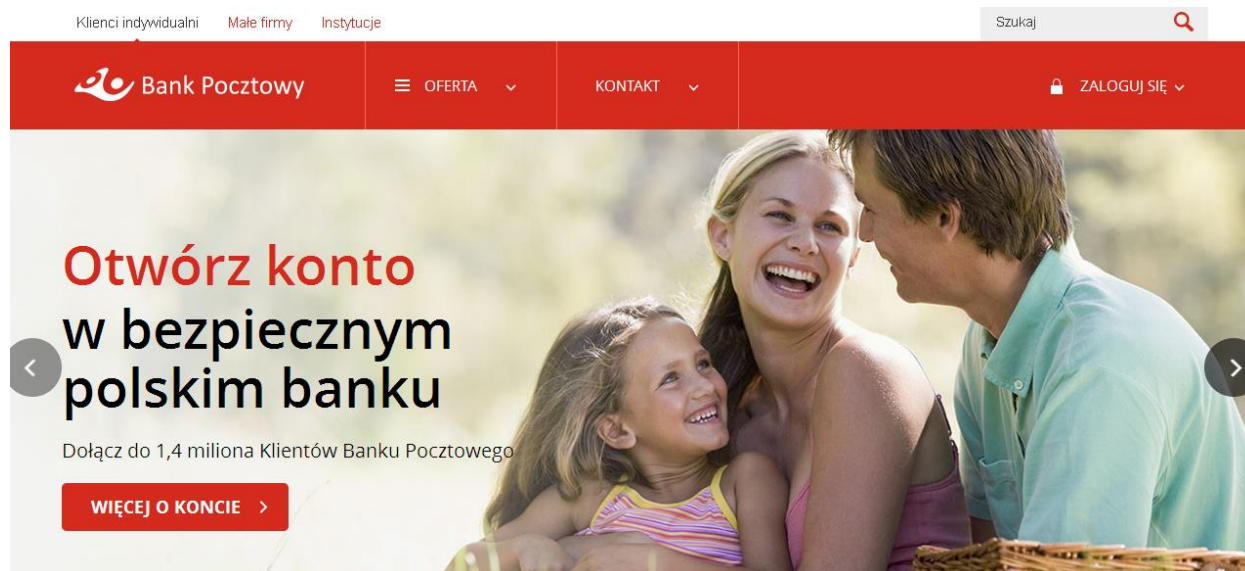 Klienci indywidualni Małe firmy Instytucje Szukaj
Bank Pocztowy OFERTA KONTAKT ZALOGUJ SIĘ
Otwórz konto
w bezpiecznym
polskim banku
Dołącz do 1,4 miliona Klientów Banku Pocztowego
WIĘCEJ O KONCIE